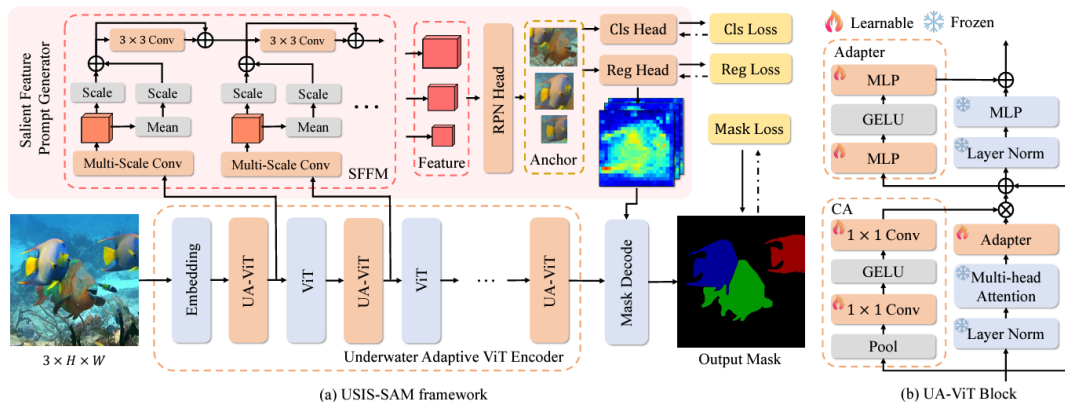 Salient Feature
Prompt Generator
3 × 3 Conv
3 × 3 Conv
Scale
Scale
Scale
Scale
Mean
Mean
Multi-Scale Conv
Multi-Scale Conv
SFFM
Feature
RPN Head
Anchor
Cls Head
Reg Head
Cls Loss
Reg Loss
Mask Loss
3 × H × W
Embedding
UA-ViT
ViT
UA-ViT
ViT
...
UA-ViT
Underwater Adaptive ViT Encoder
Mask Decode
Output Mask
(a) USIS-SAM framework
Learnable
Frozen
Adapter
MLP
GELU
MLP
MLP
Layer Norm
CA
1 × 1 Conv
GELU
1 × 1 Conv
Pool
Adapter
Multi-head
Attention
Layer Norm
(b) UA-ViT Block